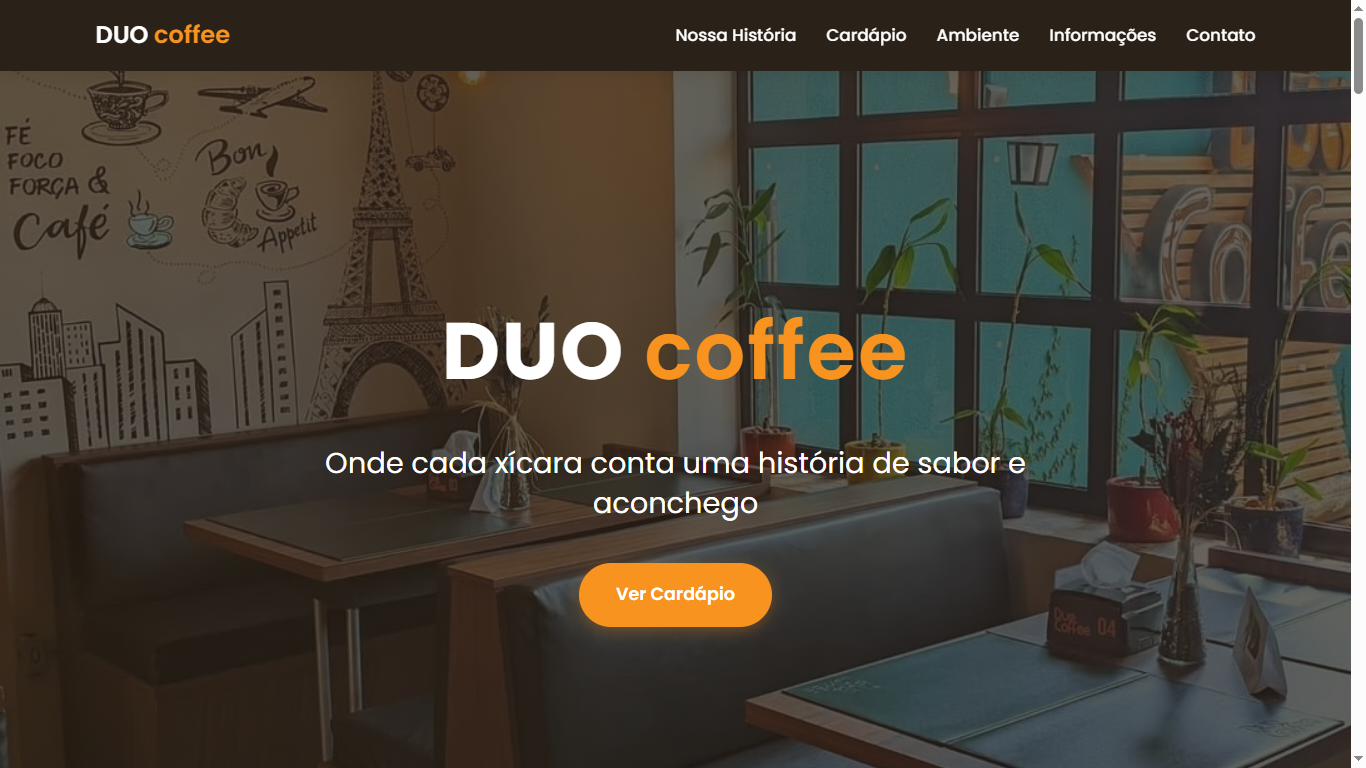 DUO coffee
Nossa História
Cardápio
Ambiente
Informações
Contato
FÉ
FOCO
FORÇA &
Café
Bon
Appetit
Cafe
DUO coffee
Onde cada xícara conta uma história de sabor e
aconchego
Ver Cardápio
Duo
Coffee 04